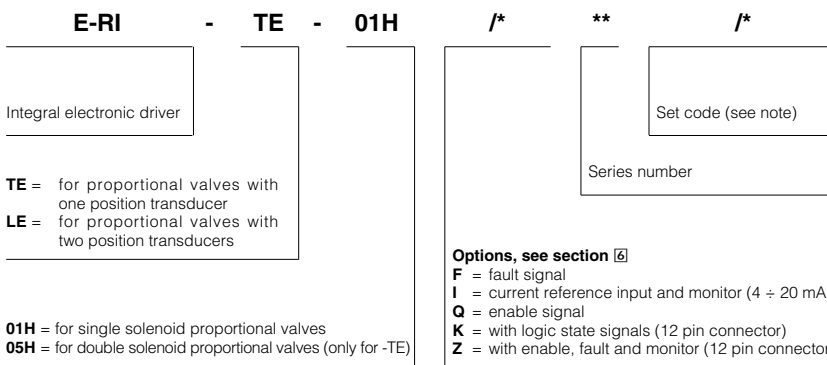 E-RI - TE - 01H /* ** /*
Integral electronic driver
Set code (see note)
Series number
TE = for proportional valves with
one position transducer
LE = for proportional valves with
two position transducers
Options, see section 6
F = fault signal
I = current reference input and monitor (4 ÷ 20 mA
Q = enable signal
K = with logic state signals (12 pin connector)
Z = with enable, fault and monitor (12 pin connector
01H = for single solenoid proportional valves
05H = for double solenoid proportional valves (only for -TE)